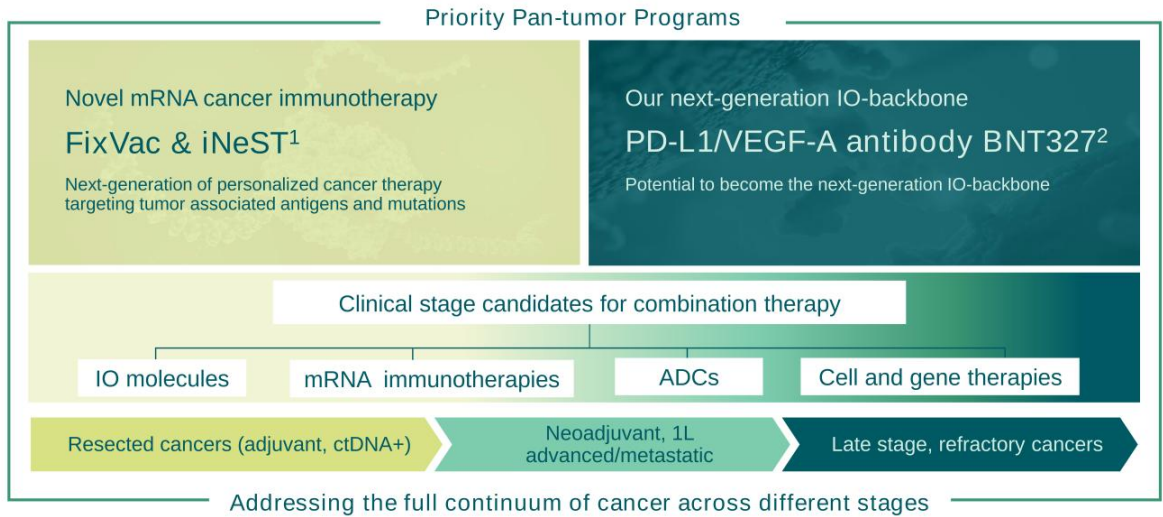 Priority Pan-tumor Programs
Novel mRNA cancer immunotherapy
FixVac & iNeST¹
Next-generation of personalized cancer therapy
targeting tumor associated antigens and mutations
Our next-generation IO-backbone
PD-L1/VEGF-A antibody BNT327²
Potential to become the next-generation IO-backbone
Clinical stage candidates for combination therapy
IO molecules
mRNA immunotherapies
ADCs
Cell and gene therapies
Resected cancers (adjuvant, ctDNA+)
Neoadjuvant, 1L
advanced/metastatic
Late stage, refractory cancers
Addressing the full continuum of cancer across different stages